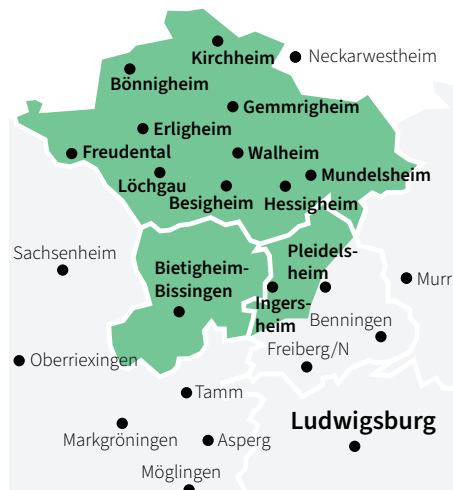 Kirchheim
Neckarwestheim
Bönnigheim
Gemmrigheim
Erligheim
Freudental
Walheim
Löchgau
Mundelsheim
Besigheim
Hessigheim
Sachsenheim
Bietigheim-
Bissingen
Pleidels-
heim
Murr
Ingers-
heim
Benningen
Freiberg/N
Oberriexingen
Tamm
Ludwigsburg
Markgröningen
Asperg
Möglingen